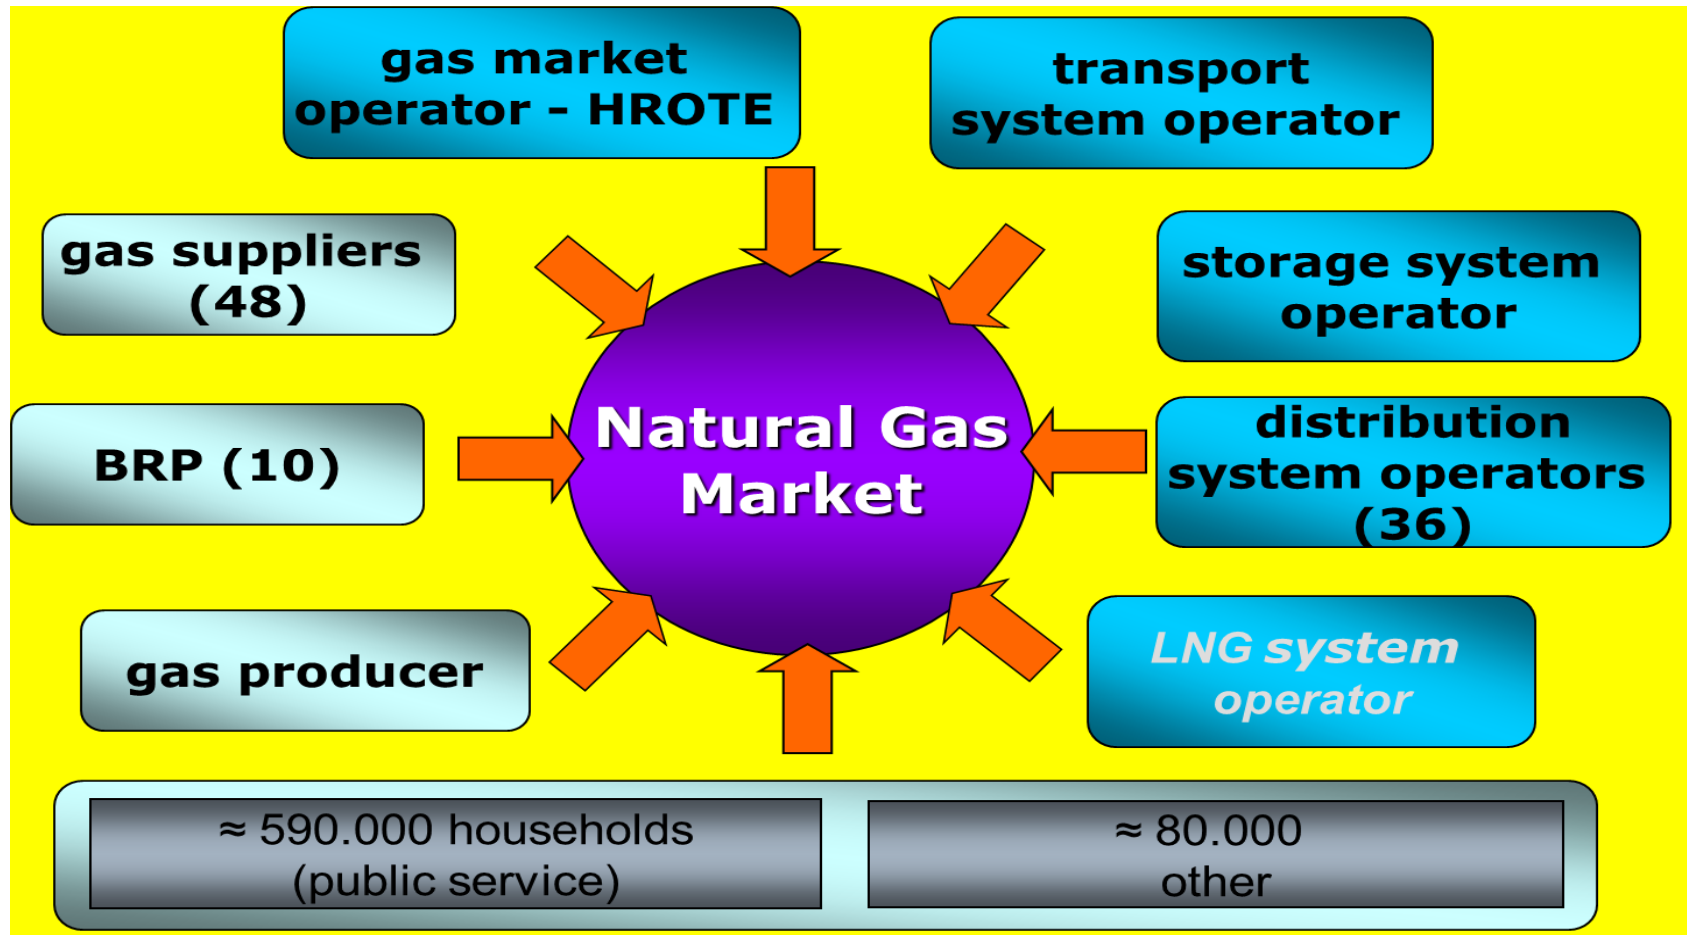 gas market
operator - HROTE
transport
system operator
gas suppliers
(48)
storage system
operator
Natural Gas
Market
BRP (10)
distribution
system operators
(36)
gas producer
LNG system
operator
≈ 590.000 households
(public service)
≈ 80.000
other